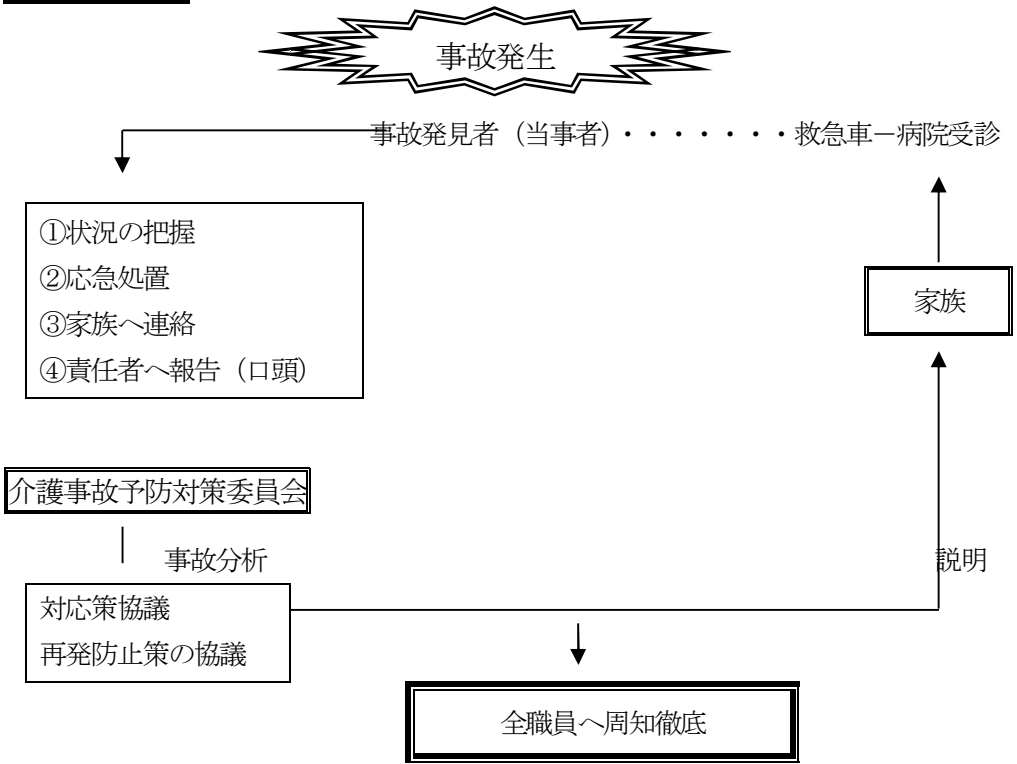 事故発生
事故発見者（当事者）・・・・・・・救急車－病院受診
①状況の把握
②応急処置
③家族へ連絡
④責任者へ報告（口頭）
家族
介護事故予防対策委員会
事故分析
説明
対応策協議
再発防止策の協議
全職員へ周知徹底